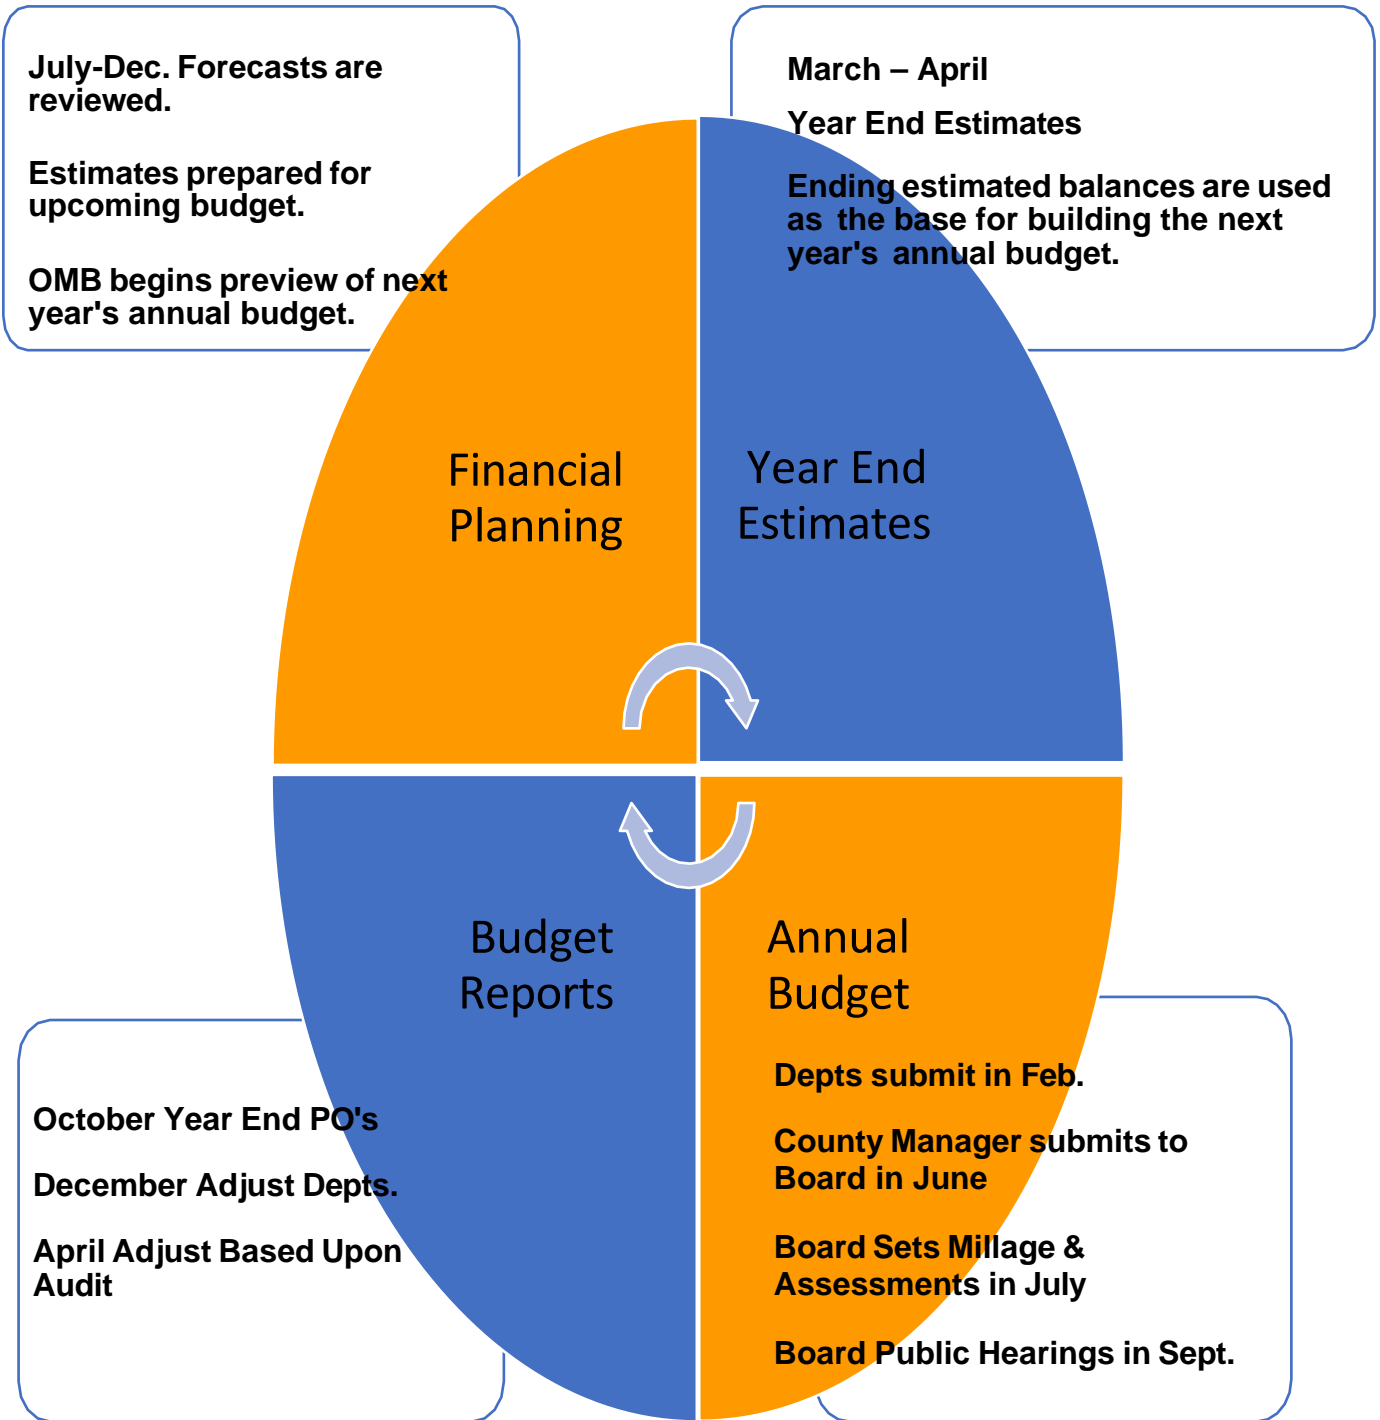 July-Dec. Forecasts are
reviewed.
Estimates prepared for
upcoming budget.
OMB begins preview of next
year's annual budget.
March – April
Year End Estimates
Ending estimated balances are used
as the base for building the next
year's annual budget.
Financial
Planning
Year End
Estimates
Budget
Reports
Annual
Budget
October Year End PO's
December Adjust Depts.
April Adjust Based Upon
Audit
Depts submit in Feb.
County Manager submits to
Board in June
Board Sets Millage &
Assessments in July
Board Public Hearings in Sept.